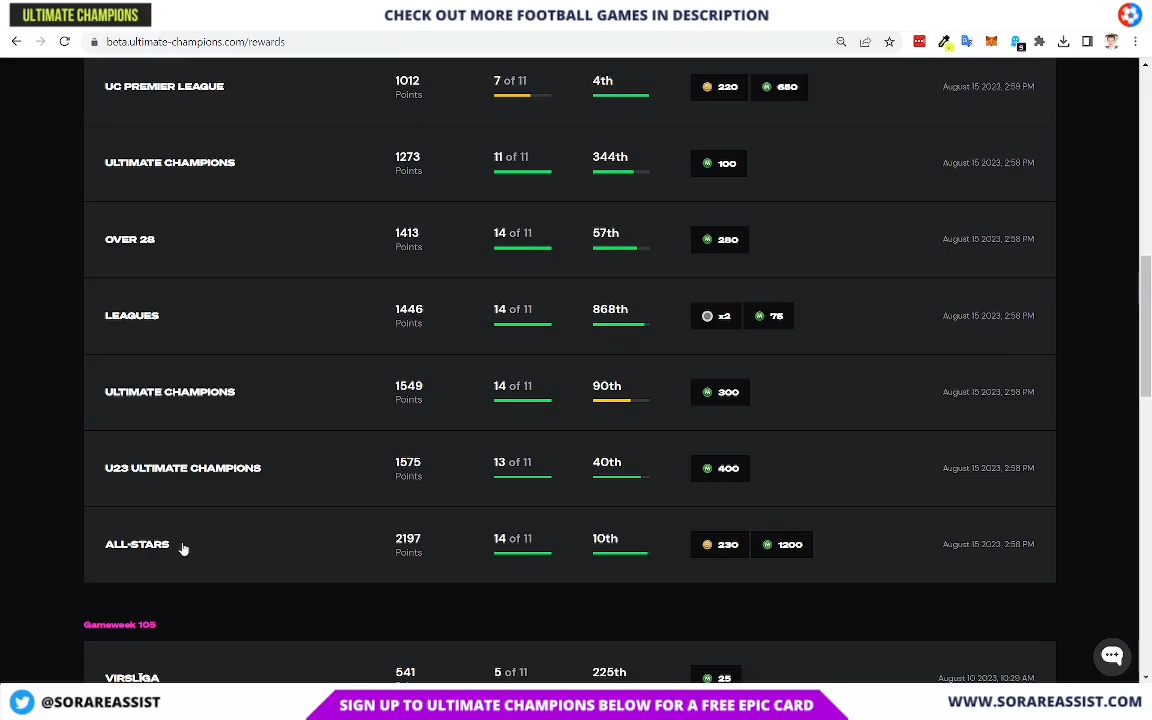 ULTIMATE CHAMPIONS
CHECK OUT MORE FOOTBALL GAMES IN DESCRIPTION
beta.ultimate-champions.com/rewards
UC PREMIER LEAGUE 1012 Points 7 of 11 4th 220 650 August 15 2023, 2:59 PM
ULTIMATE CHAMPIONS 1273 Points 11 of 11 344th 100 August 15 2023, 2:58 PM
OVER 28 1413 Points 14 of 11 57th 280 August 15 2023, 2:58 PM
LEAGUES 1446 Points 14 of 11 868th x2 75 August 15 2023, 2:58 PM
ULTIMATE CHAMPIONS 1549 Points 14 of 11 90th 300 August 15 2023, 2:58 PM
U23 ULTIMATE CHAMPIONS 1575 Points 13 of 11 40th 400 August 15 2023, 2:58 PM
ALL-STARS 2197 Points 14 of 11 10th 230 1200 August 15 2023, 2:58 PM
Gameweek 105
VIRSLĪGA 541 5 of 11 225th 25 August 10 2023, 10:29 AM
@SORAREASSIST
SIGN UP TO ULTIMATE CHAMPIONS BELOW FOR A FREE EPIC CARD
WWW.SORAREASSIST.COM